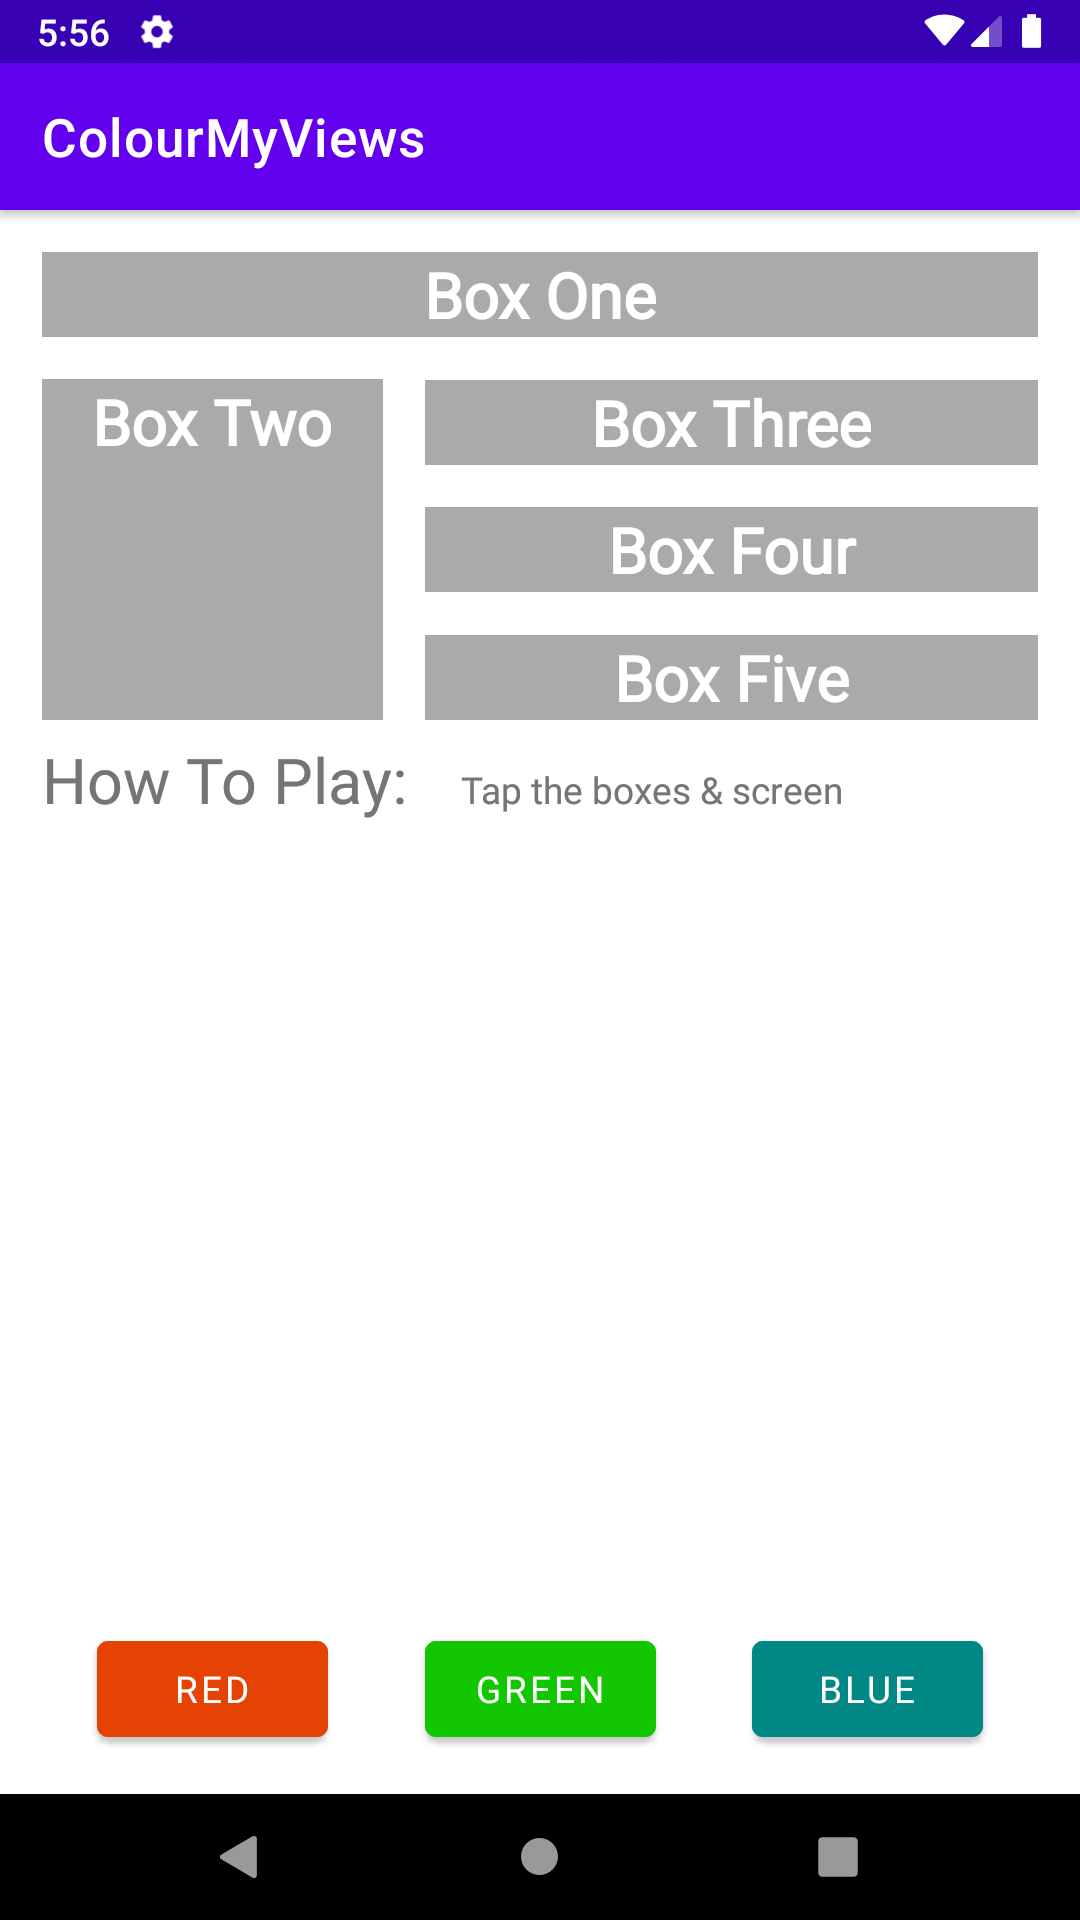 5:56
ColourMyViews
Box One
Box Two
Box Three
Box Four
Box Five
How To Play:
Tap the boxes & screen
RED
GREEN
BLUE